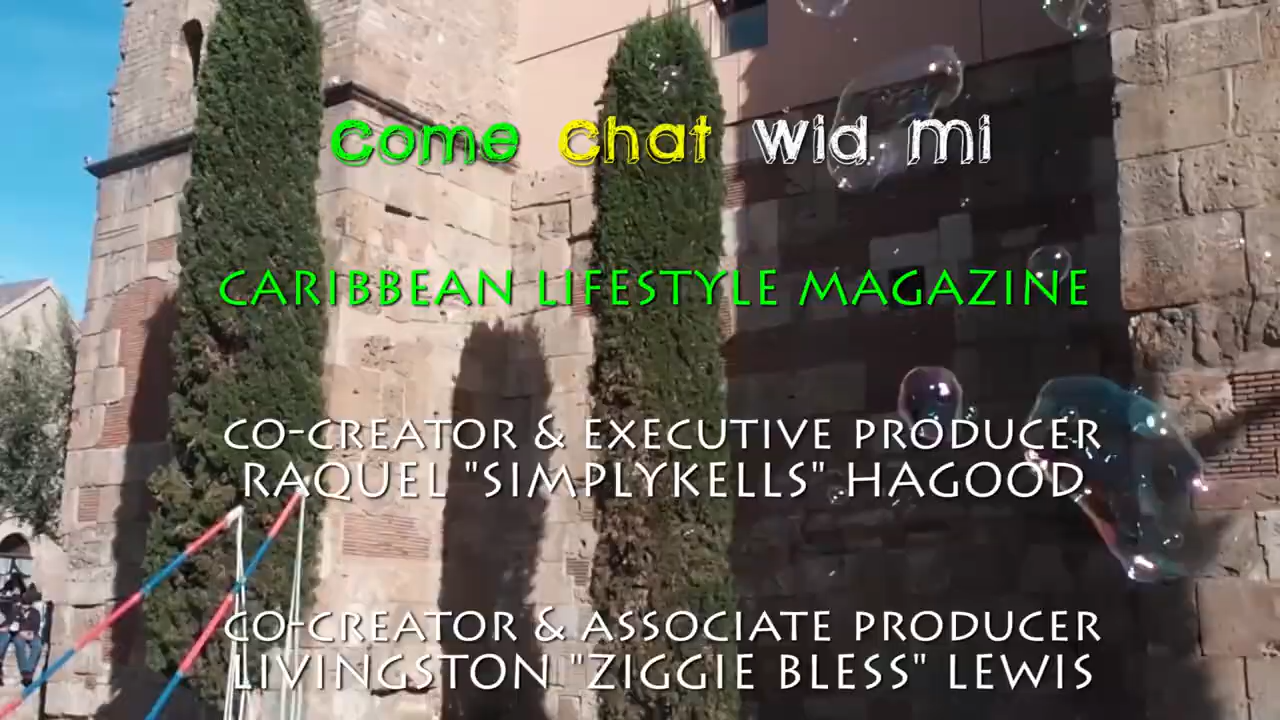 come chat wid mi
CARIBBEAN LIFESTYLE MAGAZINE
CO-CREATOR & EXECUTIVE PRODUCER
RAQUEL "SIMPLYKELLS" HAGOOD
CO-CREATOR & ASSOCIATE PRODUCER
LIVINGSTON "ZIGGIE BLESS" LEWIS